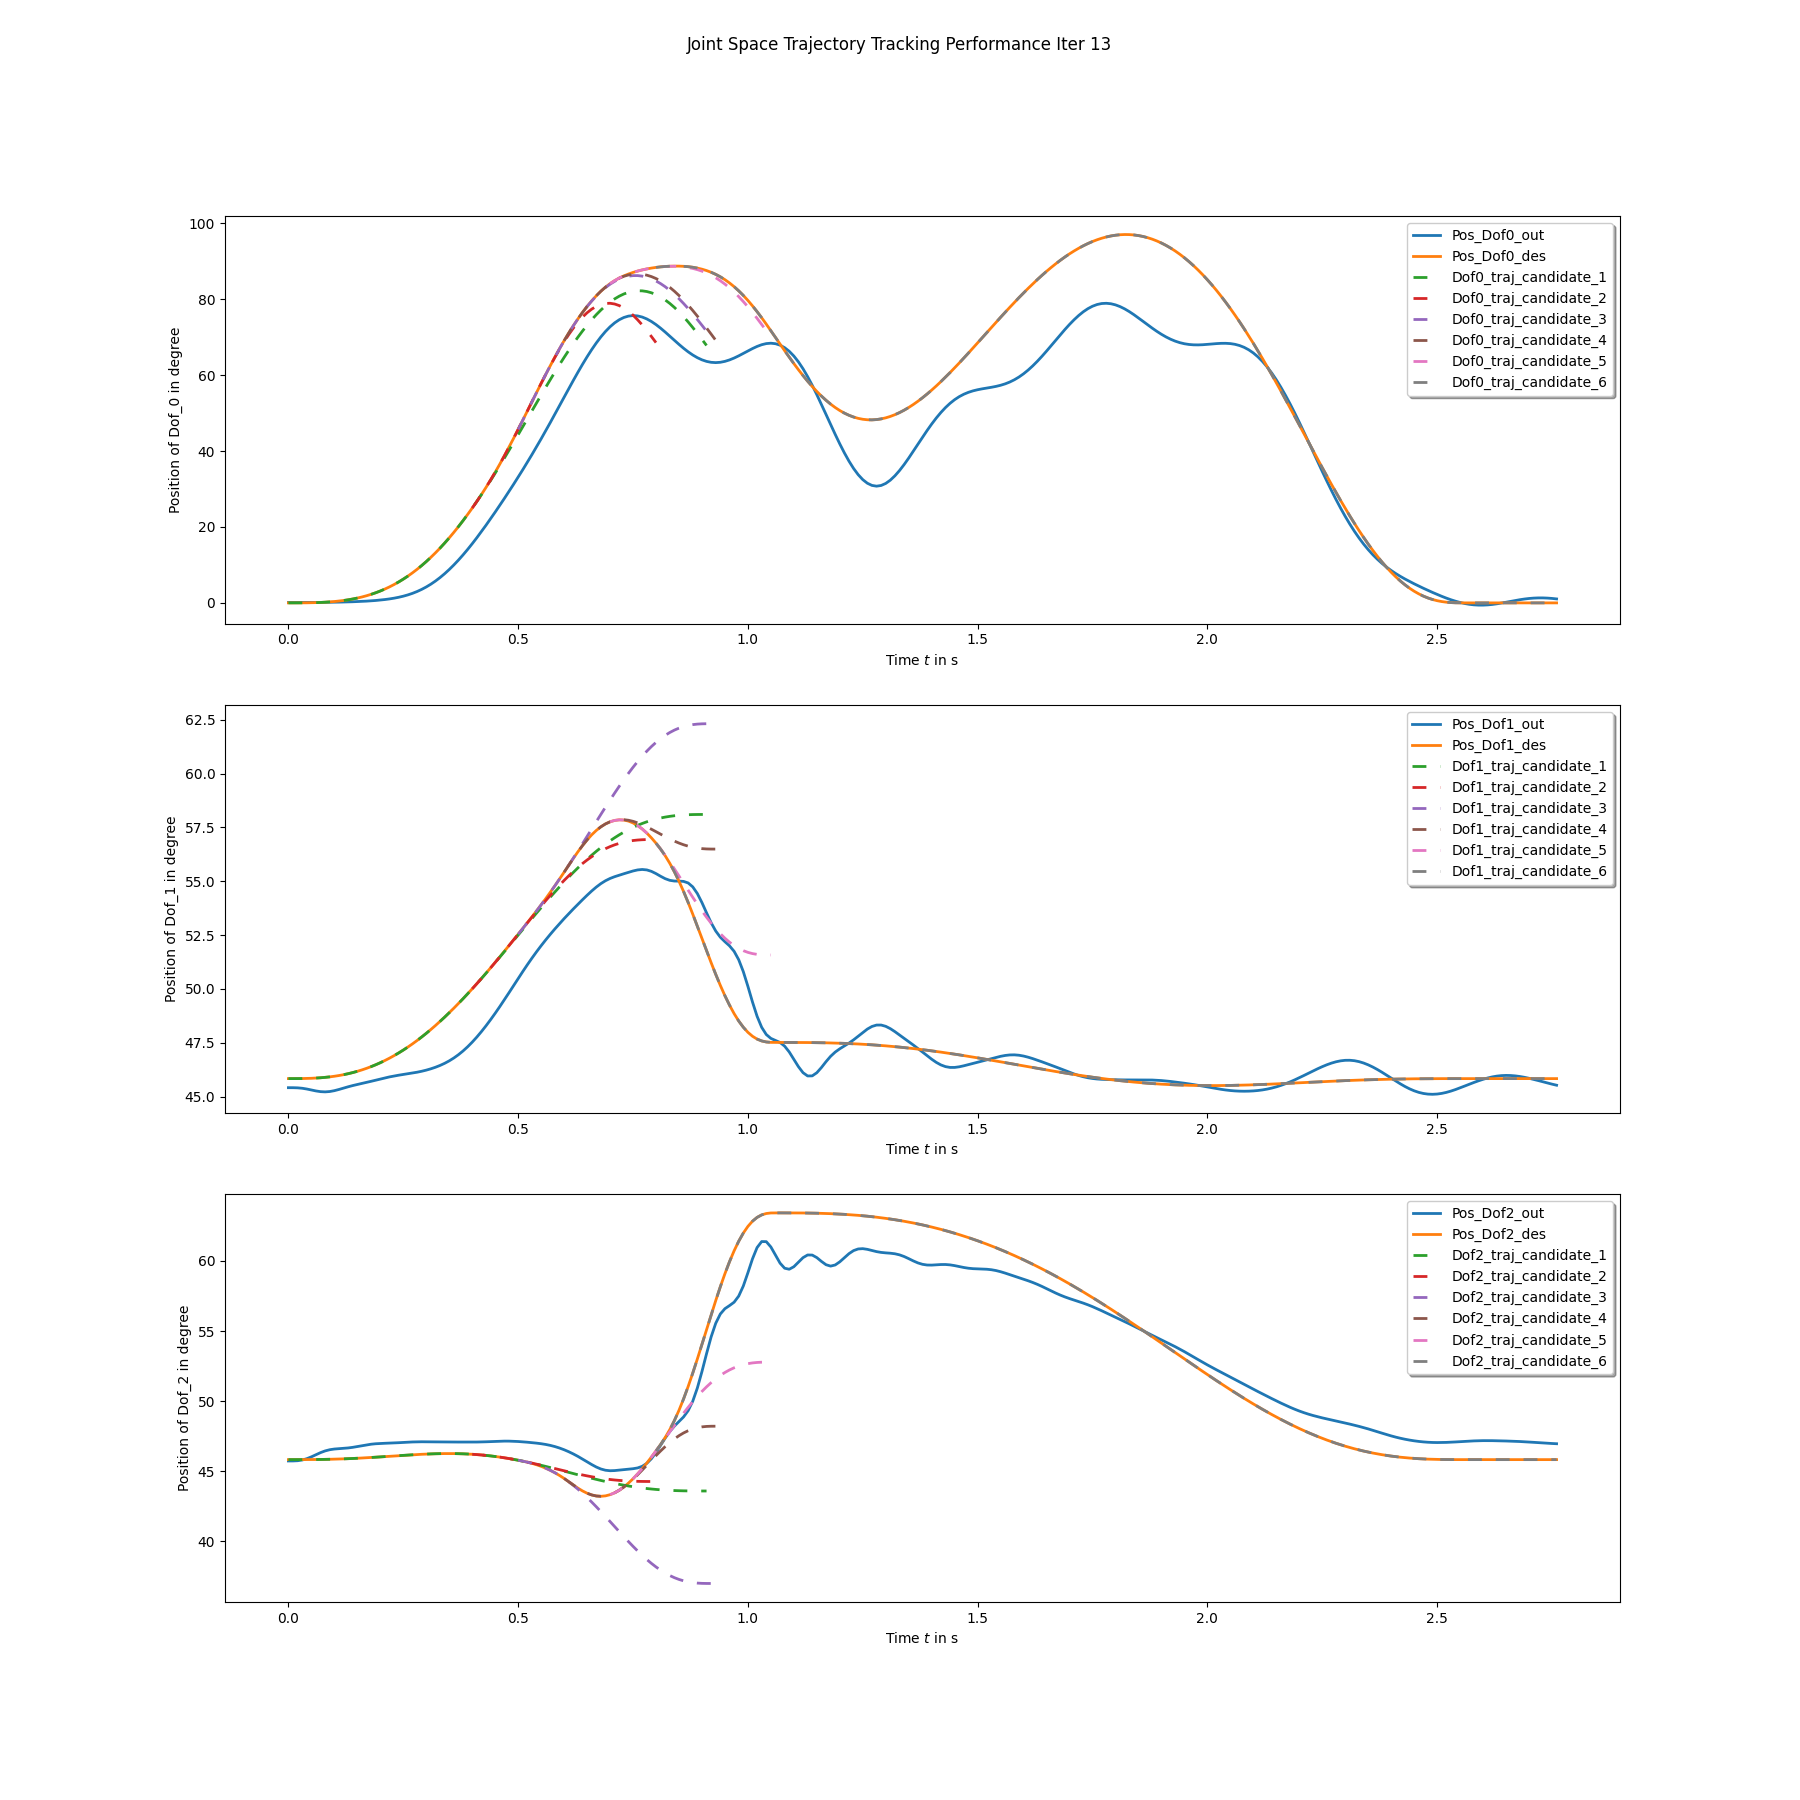 Joint Space Trajectory Tracking Performance Iter 13
100
80
60
40
20
0
Position of Dof_0 in degree
0.0 0.5 1.0 1.5 2.0 2.5
Time t in s
Pos_Dof0_out
Pos_Dof0_des
Dof0_traj_candidate_1
Dof0_traj_candidate_2
Dof0_traj_candidate_3
Dof0_traj_candidate_4
Dof0_traj_candidate_5
Dof0_traj_candidate_6
62.5
60.0
57.5
55.0
52.5
50.0
47.5
45.0
Position of Dof_1 in degree
0.0 0.5 1.0 1.5 2.0 2.5
Time t in s
Pos_Dof1_out
Pos_Dof1_des
Dof1_traj_candidate_1
Dof1_traj_candidate_2
Dof1_traj_candidate_3
Dof1_traj_candidate_4
Dof1_traj_candidate_5
Dof1_traj_candidate_6
60
55
50
45
40
Position of Dof_2 in degree
0.0 0.5 1.0 1.5 2.0 2.5
Time t in s
Pos_Dof2_out
Pos_Dof2_des
Dof2_traj_candidate_1
Dof2_traj_candidate_2
Dof2_traj_candidate_3
Dof2_traj_candidate_4
Dof2_traj_candidate_5
Dof2_traj_candidate_6